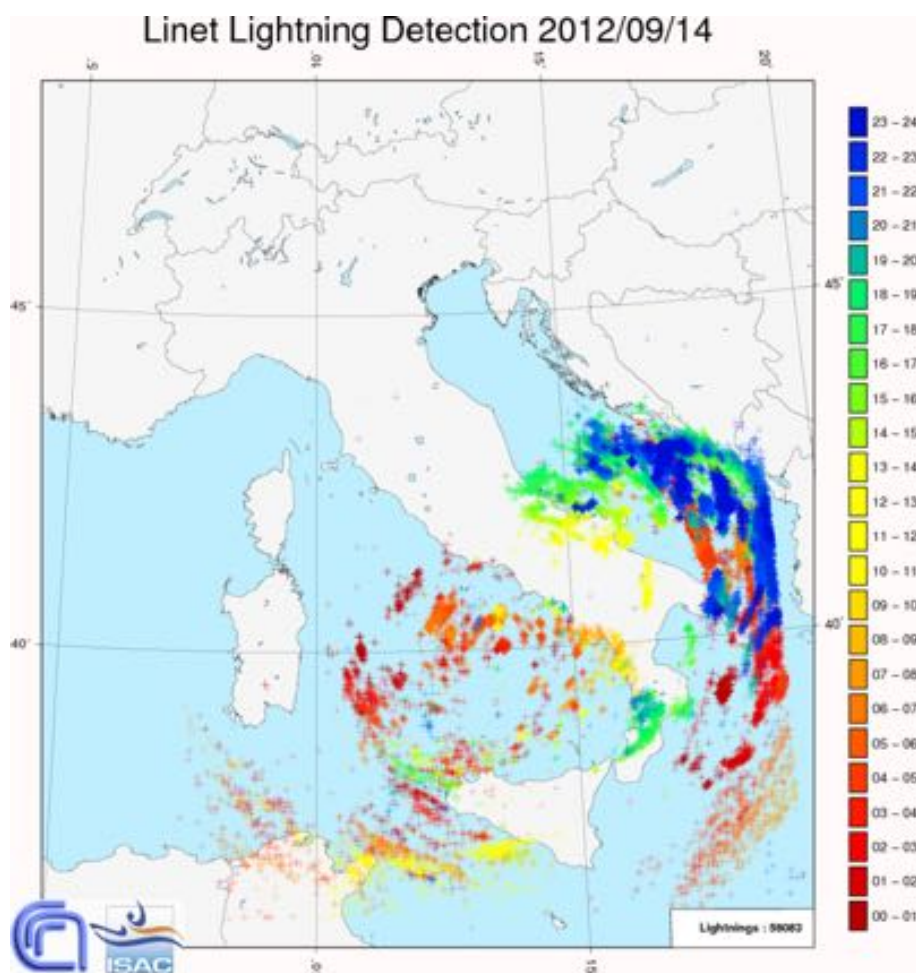 Linet Lightning Detection 2012/09/14
5° 10° 15° 20°
23 - 24
22 - 23
21 - 22
20 - 21
19 - 20
45° 45°
18 - 19
17 - 18
16 - 17
15 - 16
14 - 15
13 - 14
12 - 13
11 - 12
10 - 11
40° 40°
09 - 10
08 - 09
07 - 08
06 - 07
05 - 06
04 - 05
03 - 04
02 - 03
01 - 02
00 - 01
Lightnings : 58083
ISAC
15